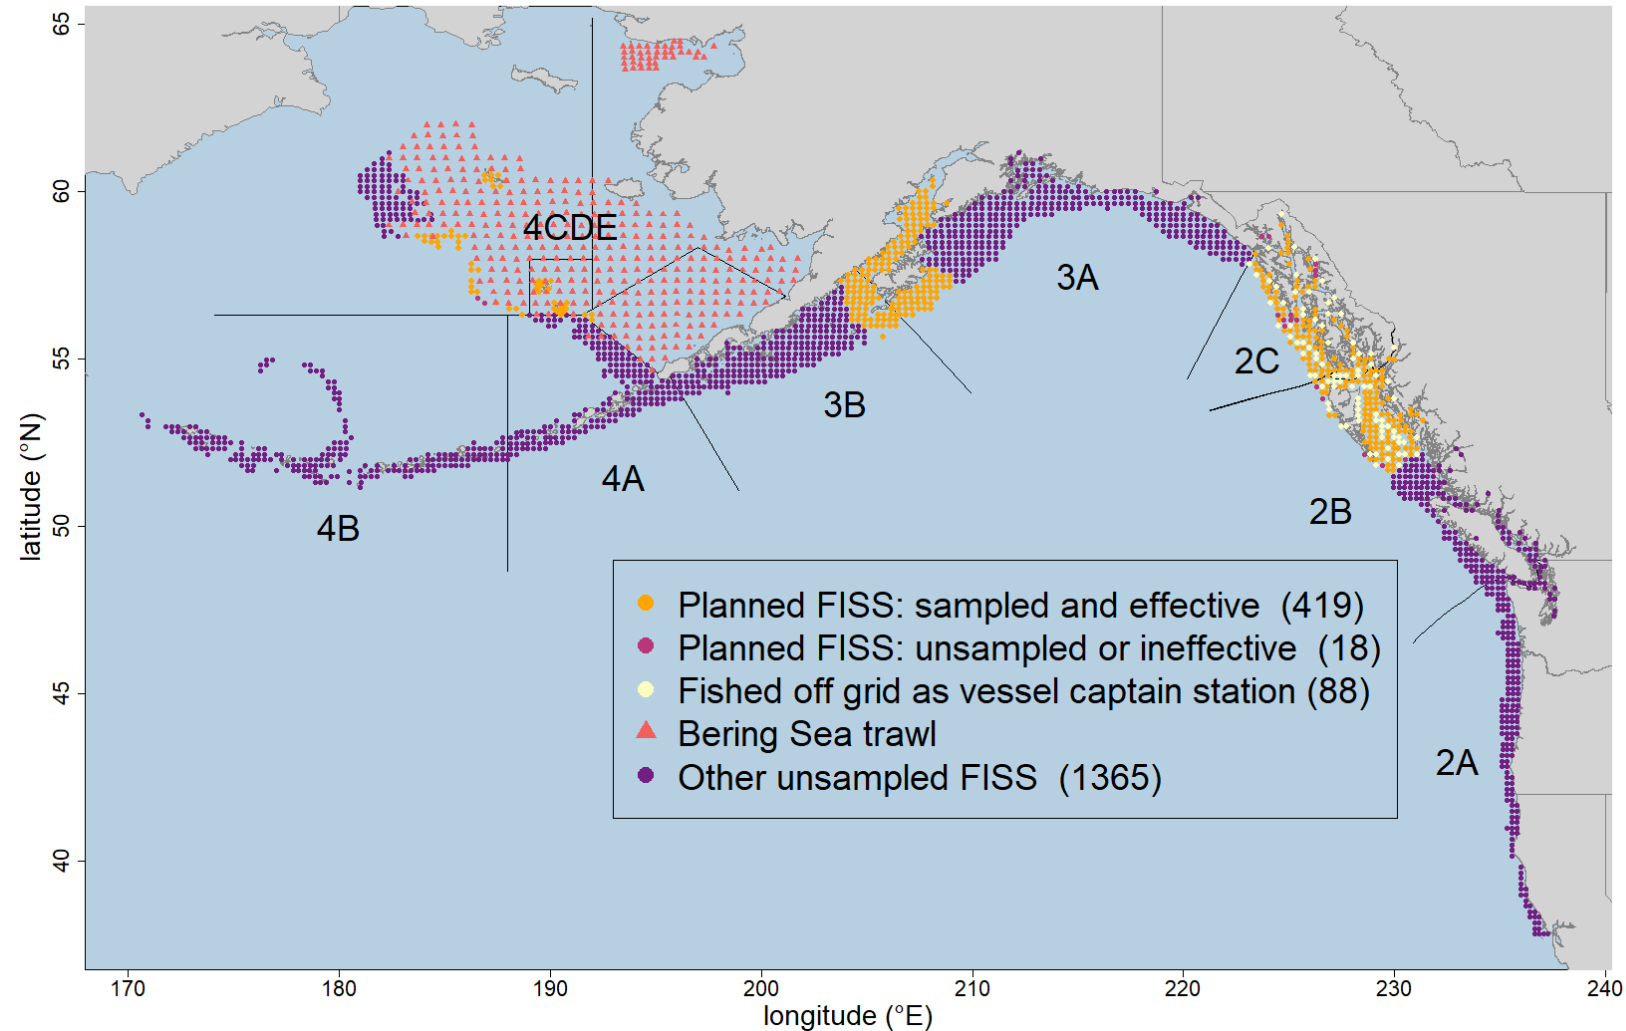 65
60
55
50
45
40
latitude (°N)
4CDE
3A
2C
3B
4A
2B
4B
2A
Planned FISS: sampled and effective (419)
Planned FISS: unsampled or ineffective (18)
Fished off grid as vessel captain station (88)
Bering Sea trawl
Other unsampled FISS (1365)
170
180
190
200
210
220
230
240
longitude (°E)